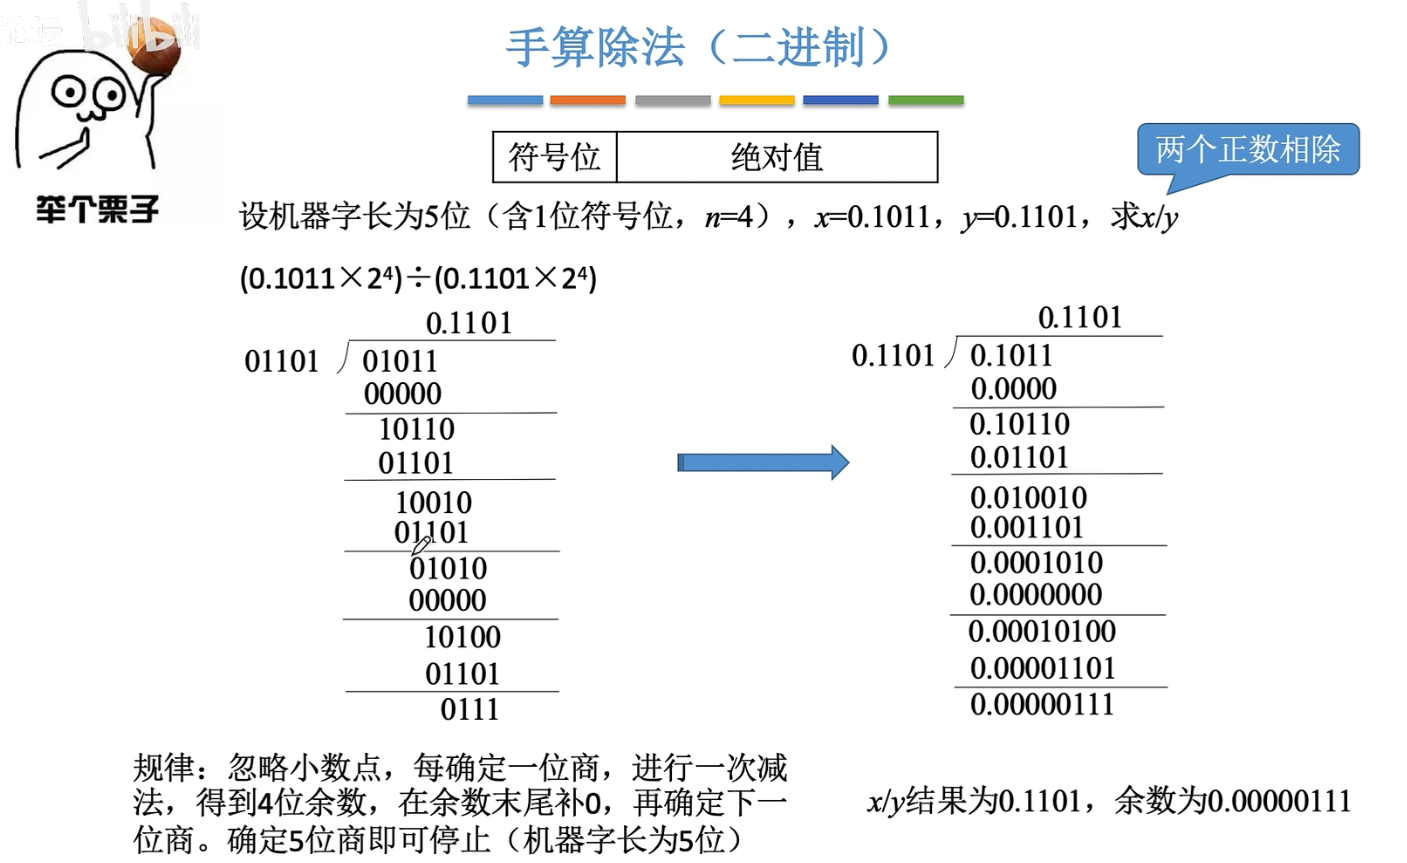 bilibili
手算除法（二进制）
符号位 绝对值
两个正数相除
举个栗子
设机器字长为5位（含1位符号位，n=4），x=0.1011，y=0.1101，求x/y
(0.1011×2⁴)÷(0.1101×2⁴)
0.1101
01101 01011
00000
10110
01101
10010
01101
01010
00000
10100
01101
0111
0.1101
0.1101 0.1011
0.0000
0.10110
0.01101
0.010010
0.001101
0.0001010
0.0000000
0.00010100
0.00001101
0.00000111
规律：忽略小数点，每确定一位商，进行一次减
法，得到4位余数，在余数末尾补0，再确定下一
位商。确定5位商即可停止（机器字长为5位）
x/y结果为0.1101，余数为0.00000111